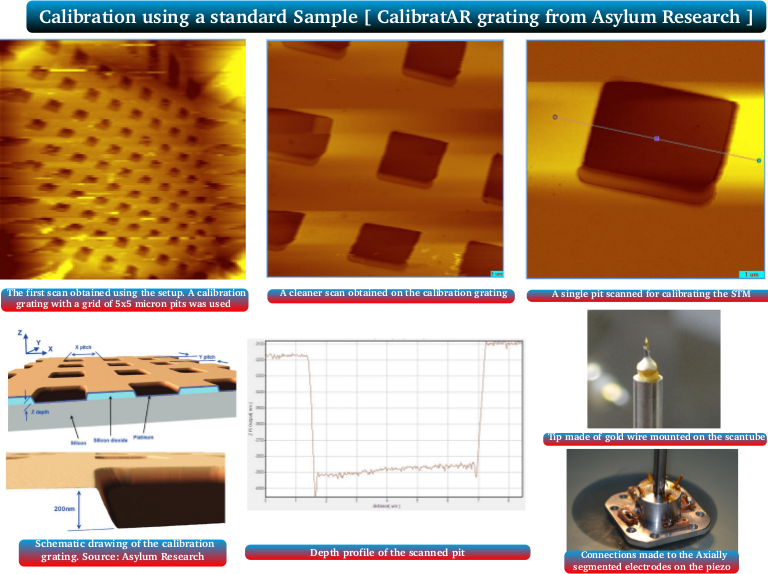 Calibration using a standard Sample [ CalibratAR grating from Asylum Research ]
1 um
1 um
The first scan obtained using the setup. A calibration
grating with a grid of 5x5 micron pits was used
A cleaner scan obtained on the calibration grating
A single pit scanned for calibrating the STM
Z
Y
X
X pitch
Y pitch
Z depth
Silicon
Silicon dioxide
Platinum
200nm
Schematic drawing of the calibration
grating. Source: Asylum Research
Depth profile of the scanned pit
Tip made of gold wire mounted on the scantube
Connections made to the Axially
segmented electrodes on the piezo